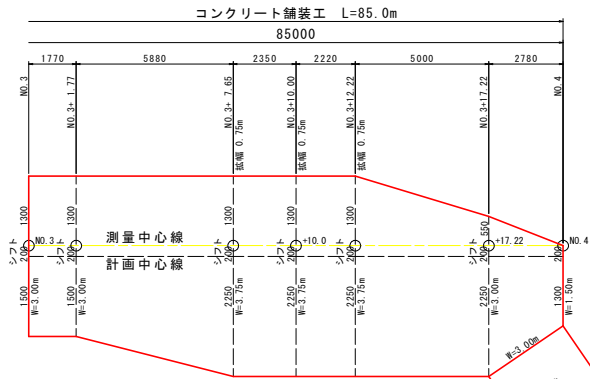 コンクリート舗装工 L=85.0m
85000
1770 5880 2350 2220 5000 2780
NO.3
NO.3+ 1.77
NO.3+ 7.65
拡幅 0.75m
NO.3+10.00
拡幅 0.75m
NO.3+12.22
拡幅 0.75m
NO.3+17.22
NO.4
1300 1300 1300 1300 1300 550
NO.3 測量中心線 +10.0 +17.22 NO.4
シフト 200 シフト 200 シフト 200 シフト 200 シフト 200 シフト 200 200
計画中心線
1500 W=3.00m
1500 W=3.00m
2250 W=3.75m
2250 W=3.75m
2250 W=3.75m
2250 W=3.00m
1300 W=1.50m
W=3.00m